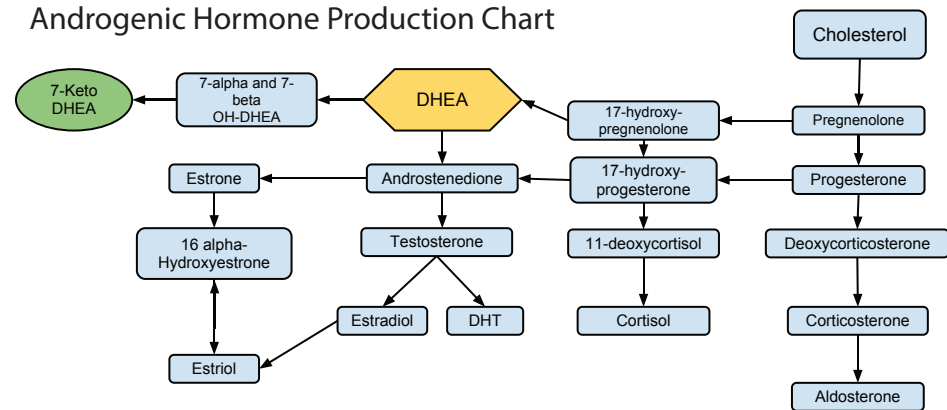 Androgenic Hormone Production Chart
Cholesterol
7-Keto
DHEA
7-alpha and 7-
beta
OH-DHEA
DHEA
17-hydroxy-
pregnenolone
Pregnenolone
Estrone
Androstenedione
17-hydroxy-
progesterone
Progesterone
16 alpha-
Hydroxyestrone
Testosterone
11-deoxycortisol
Deoxycorticosterone
Estradiol
DHT
Cortisol
Corticosterone
Estriol
Aldosterone